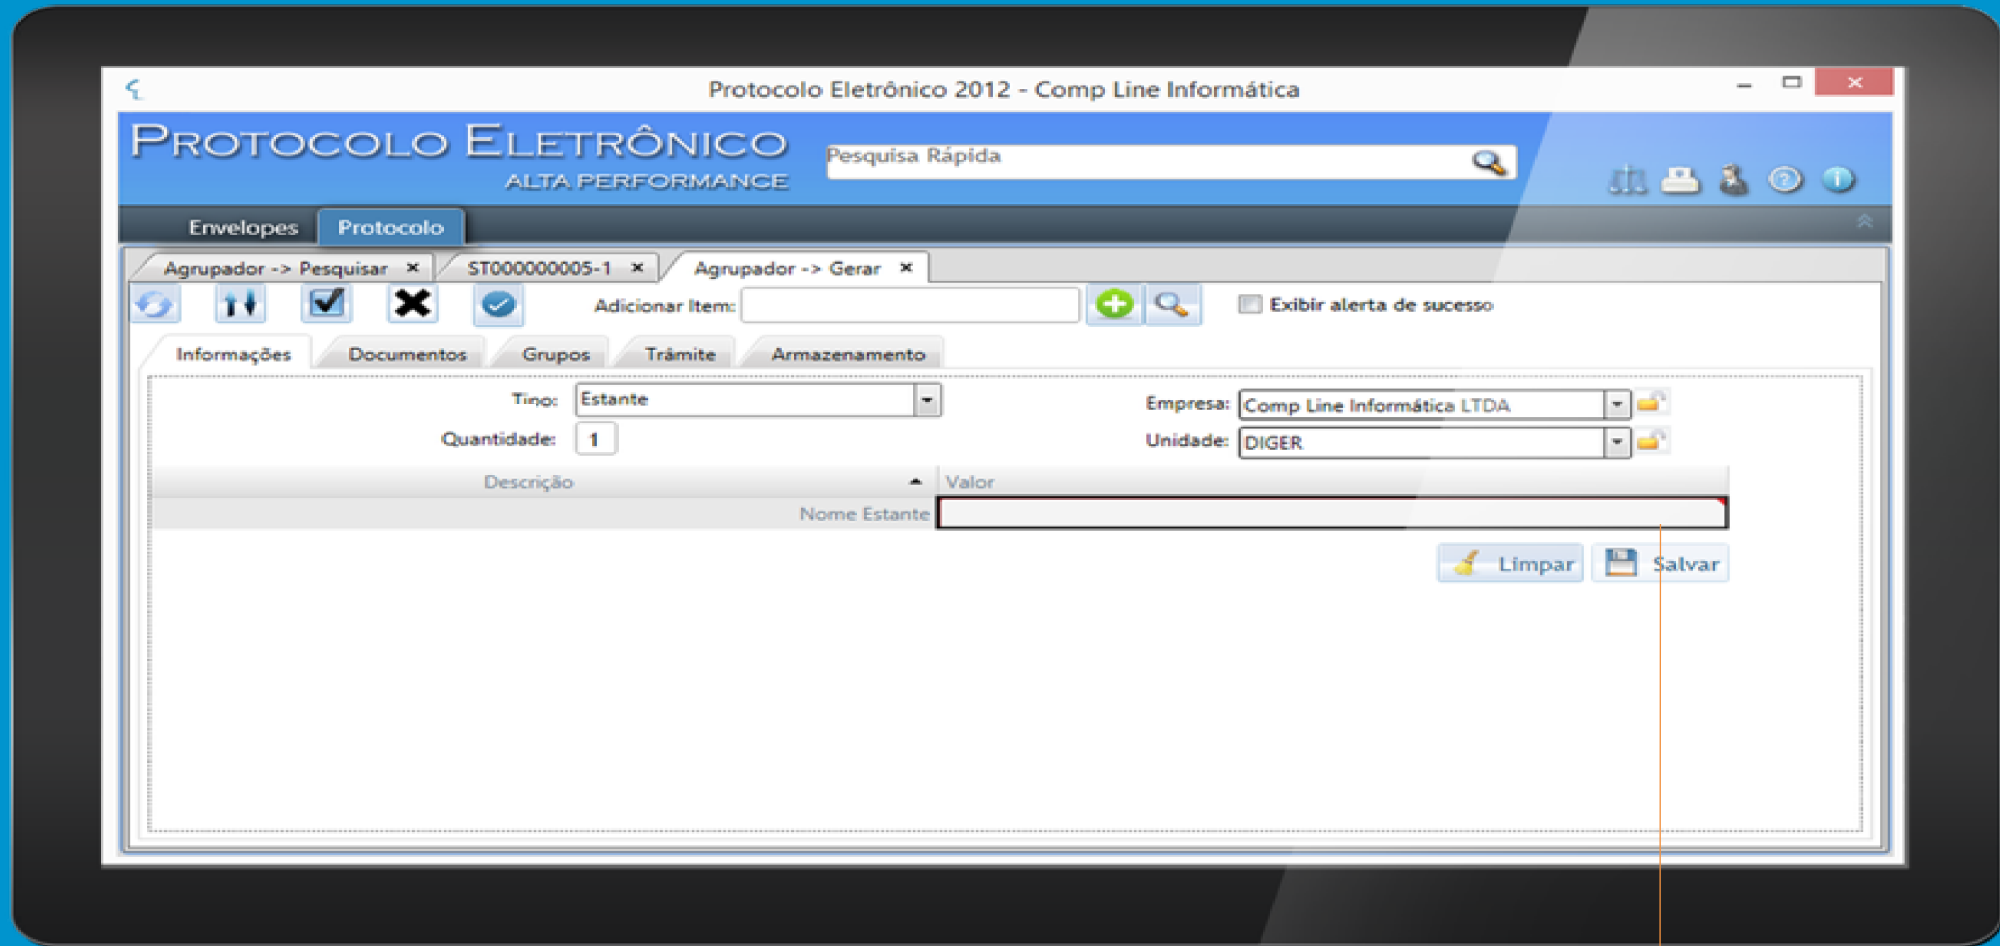 Protocolo Eletrônico 2012 - Comp Line Informática
PROTOCOLO ELETRÔNICO
ALTA PERFORMANCE
Pesquisa Rápida
Envelopes Protocolo
Agrupador -> Pesquisar × ST000000005-1 × Agrupador -> Gerar ×
Adicionar Item: Exibir alerta de sucesso
Informações Documentos Grupos Trâmite Armazenamento
Tipo: Estante Empresa: Comp Line Informática LTDA
Quantidade: 1 Unidade: DIGER
Descrição Valor
Nome Estante
Limpar Salvar